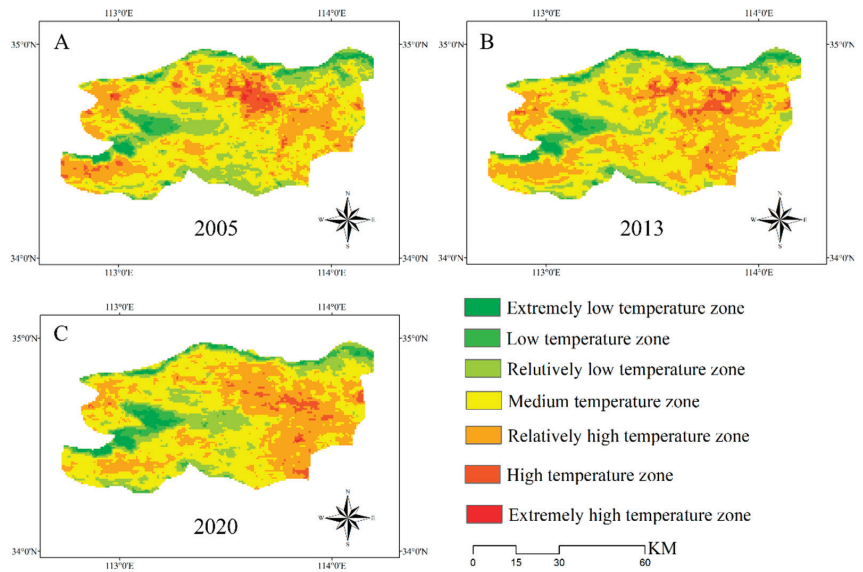 113°0'E 114°0'E 113°0'E 114°0'E
35°0'N A 35°0'N B 35°0'N
N N
W E W E
S S
2005 2013
34°0'N 34°0'N 34°0'N
113°0'E 114°0'E 113°0'E 114°0'E
113°0'E 114°0'E
35°0'N C 35°0'N
N
W E
S
2020
34°0'N 34°0'N
113°0'E 114°0'E
Extremely low temperature zone
Low temperature zone
Relutively low temperature zone
Medium temperature zone
Relatively high temperature zone
High temperature zone
Extremely high temperature zone
KM
0 15 30 60